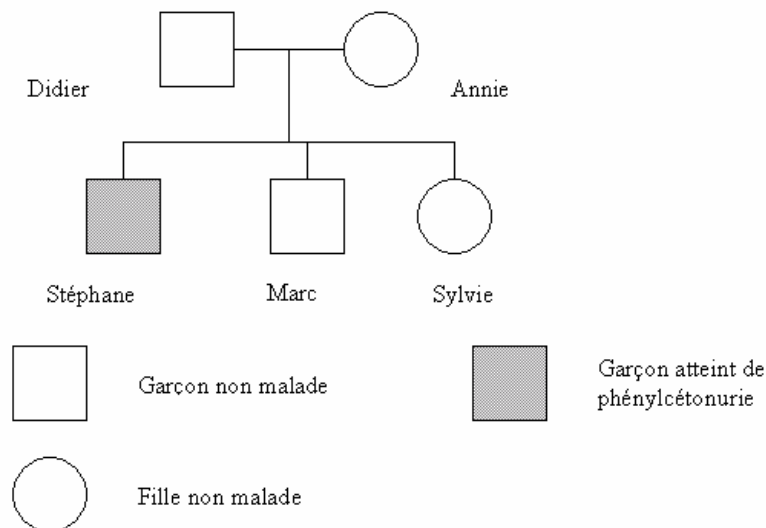 Didier
Annie
Stéphane
Marc
Sylvie
Garçon non malade
Garçon atteint de
phénylcétonurie
Fille non malade